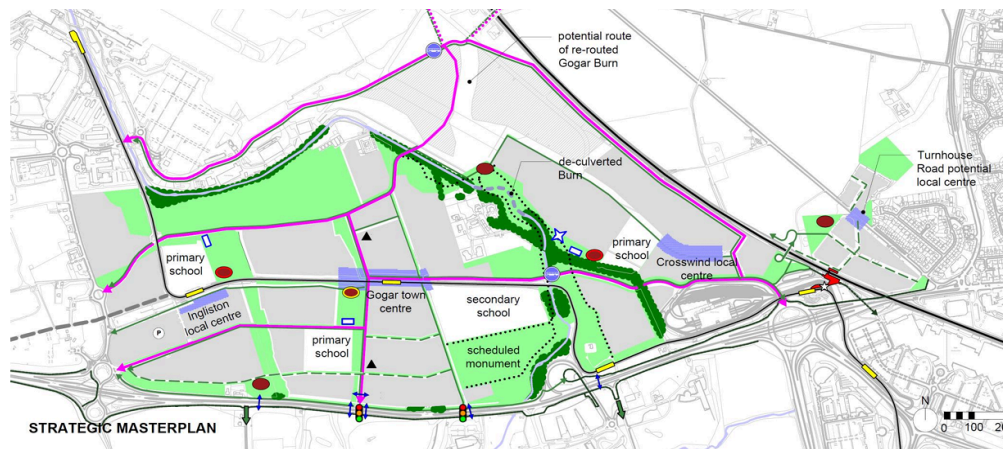 potential route
of re-routed
Gogar Burn
de-culverted
Burn
Turnhouse
Road potential
local centre
primary
school
primary
school
Crosswind local
centre
Ingliston
local centre
Gogar town
centre
secondary
school
P
primary
school
scheduled
monument
STRATEGIC MASTERPLAN
N
0 100 20